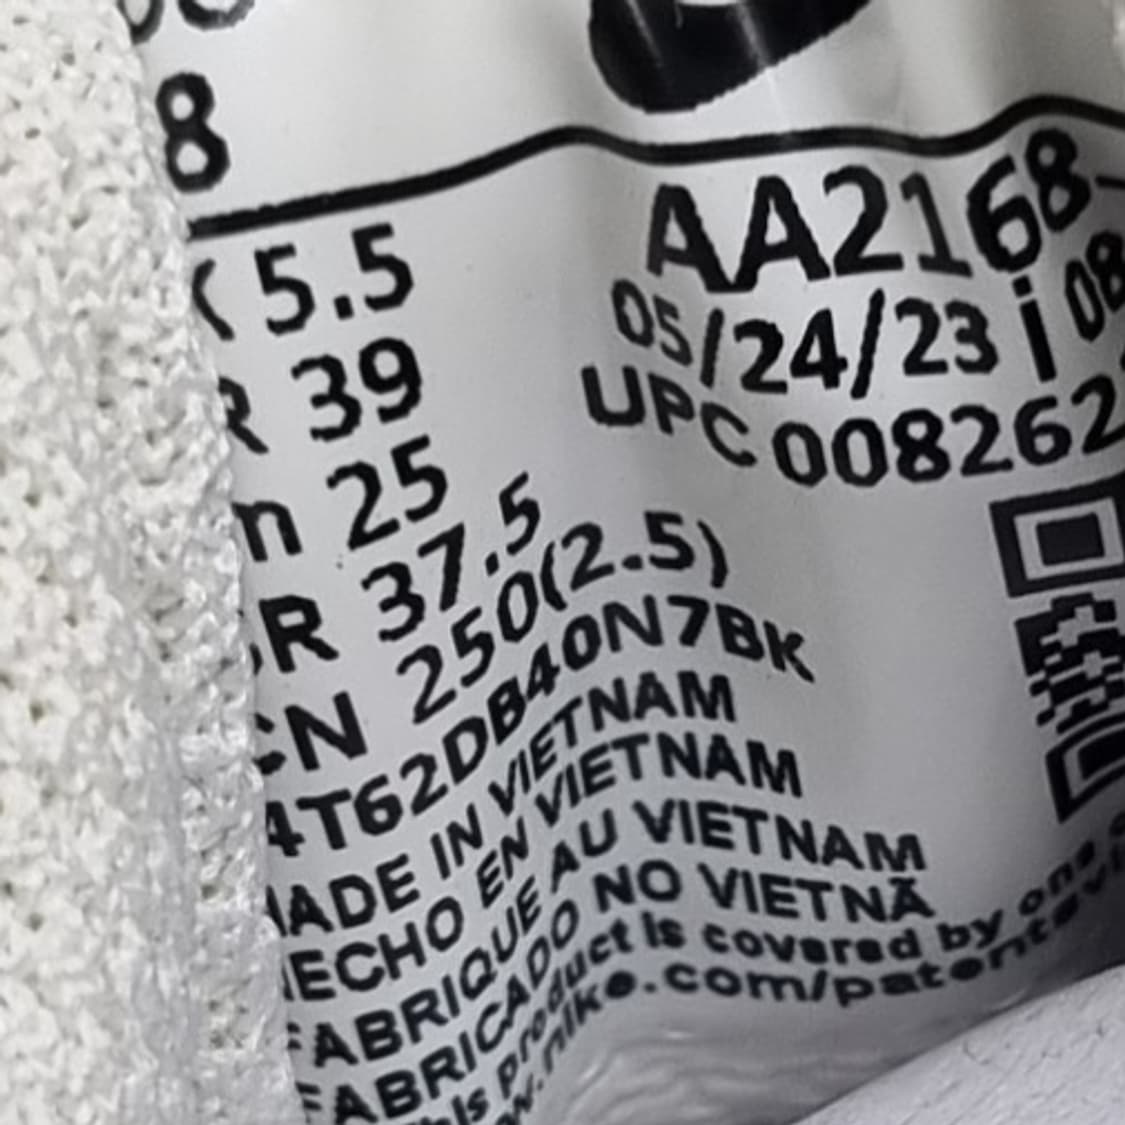 8
5.5
39
25
R 37.5
CN 250(2.5)
4T62DB40N7BK
MADE IN VIETNAM
HECHO EN VIETNAM
FABRIQUE AU VIETNAM
FABRICADO NO VIETNÃ
This product is covered by one
w.nike.com/patents
AA2168-
05/24/23 i 08
UPC 008262